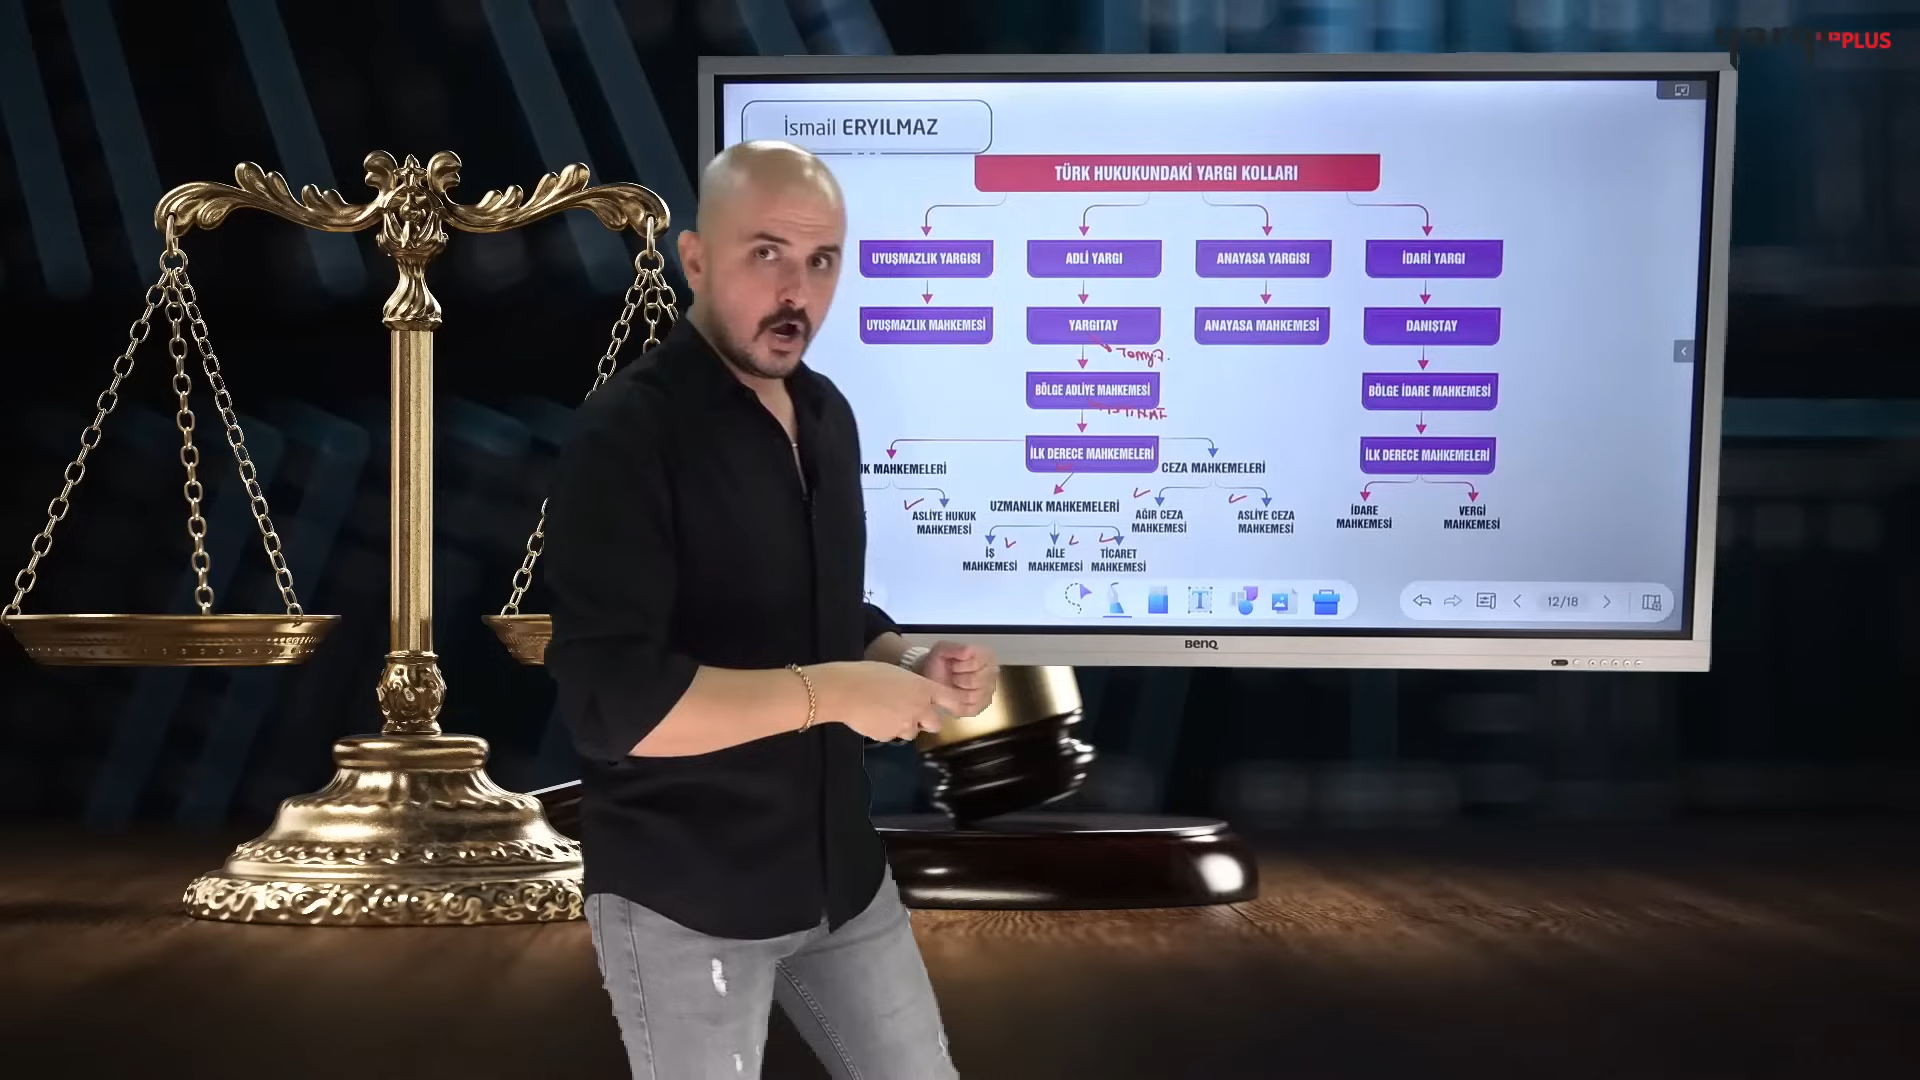 PLUS
İsmail ERYILMAZ
TÜRK HUKUKUNDAKİ YARGI KOLLARI
UYUŞMAZLIK YARGISI
ADLİ YARGI
ANAYASA YARGISI
İDARİ YARGI
UYUŞMAZLIK MAHKEMESİ
YARGITAY
ANAYASA MAHKEMESİ
DANIŞTAY
BÖLGE ADLİYE MAHKEMESİ
BÖLGE İDARE MAHKEMESİ
İLK DERECE MAHKEMELERİ
İLK DERECE MAHKEMELERİ
MAHKEMELERİ
CEZA MAHKEMELERİ
ASLİYE HUKUK
MAHKEMESİ
UZMANLIK MAHKEMELERİ
AĞIR CEZA
MAHKEMESİ
ASLİYE CEZA
MAHKEMESİ
İDARE
MAHKEMESİ
VERGİ
MAHKEMESİ
İŞ
MAHKEMESİ
AİLE
MAHKEMESİ
TİCARET
MAHKEMESİ
12/18
BenQ